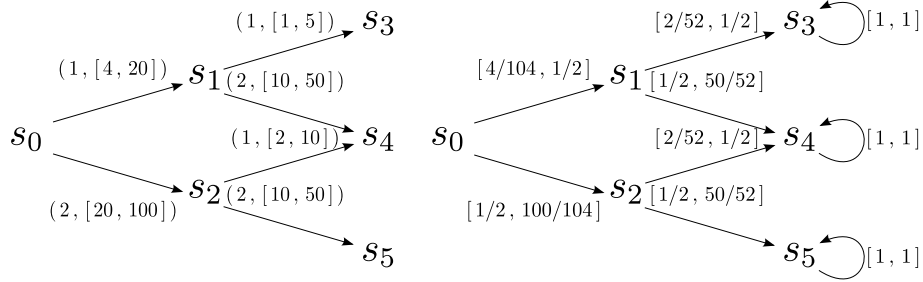 ( 1 , [ 1 , 5 ] ) s3
( 1 , [ 4 , 20 ] ) s1 ( 2 , [ 10 , 50 ] )
s0 ( 1 , [ 2 , 10 ] ) s4
s2 ( 2 , [ 10 , 50 ] )
( 2 , [ 20 , 100 ] )
s5
[ 2/52 , 1/2 ] s3 [ 1 , 1 ]
[ 4/104 , 1/2 ] s1 [ 1/2 , 50/52 ]
s0 [ 2/52 , 1/2 ] s4 [ 1 , 1 ]
s2 [ 1/2 , 50/52 ]
[ 1/2 , 100/104 ]
s5 [ 1 , 1 ]